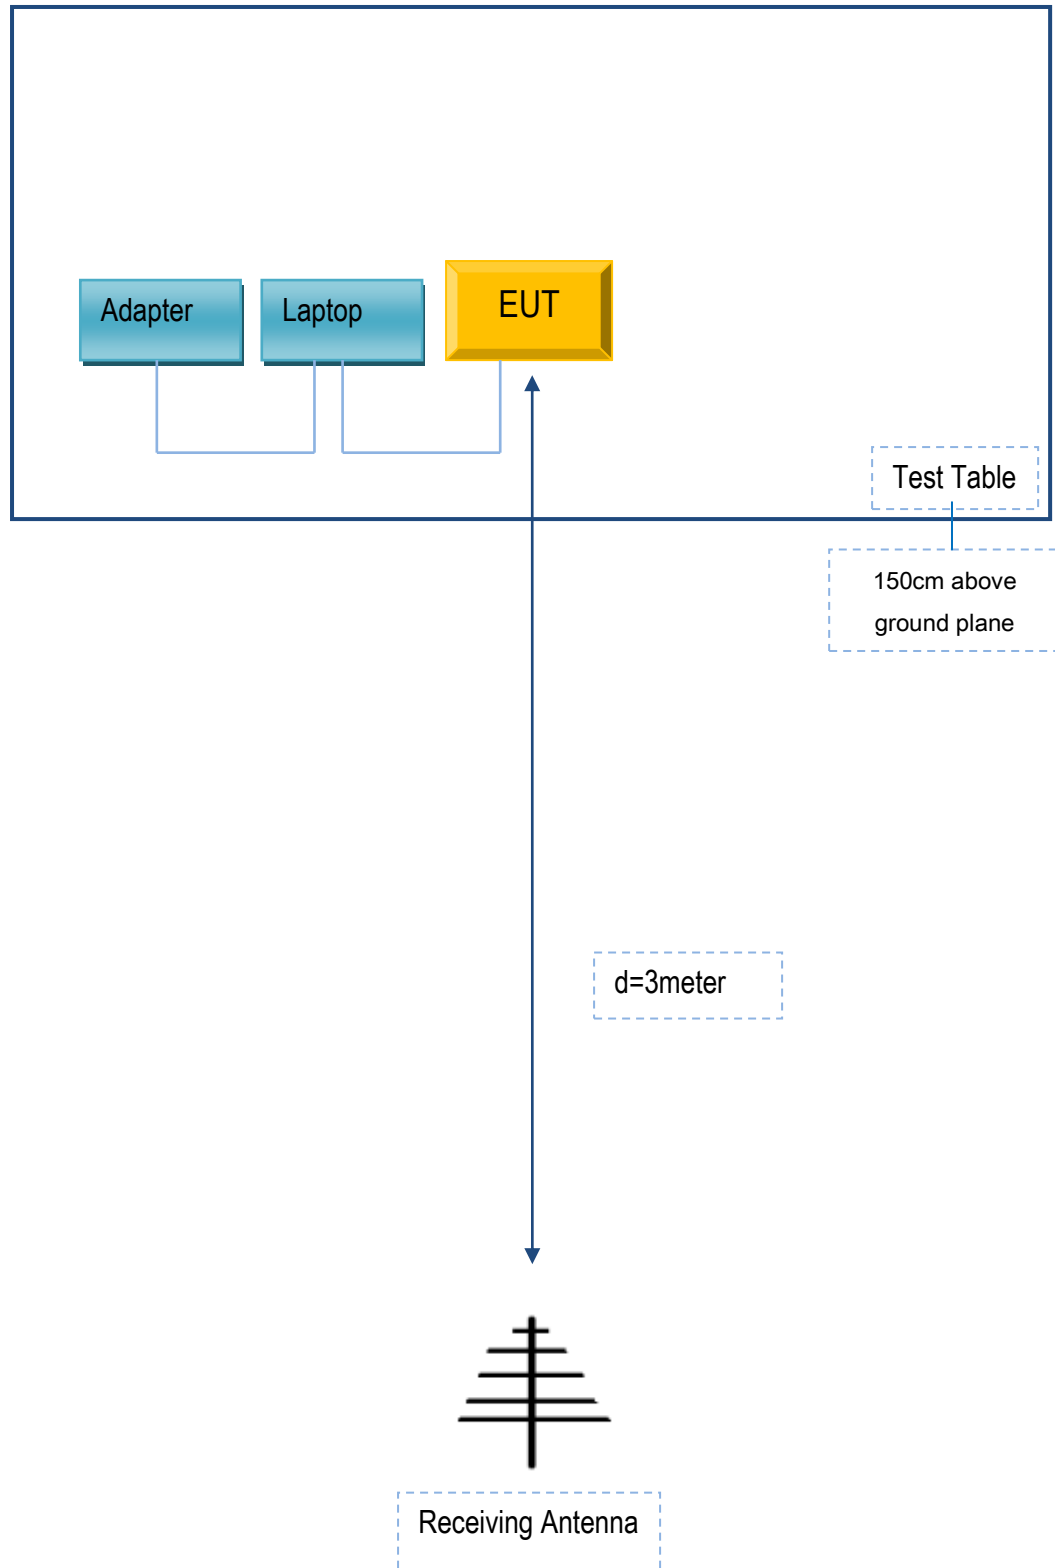 Adapter
Laptop
EUT
Test Table
150cm above
ground plane
d=3meter
Receiving Antenna